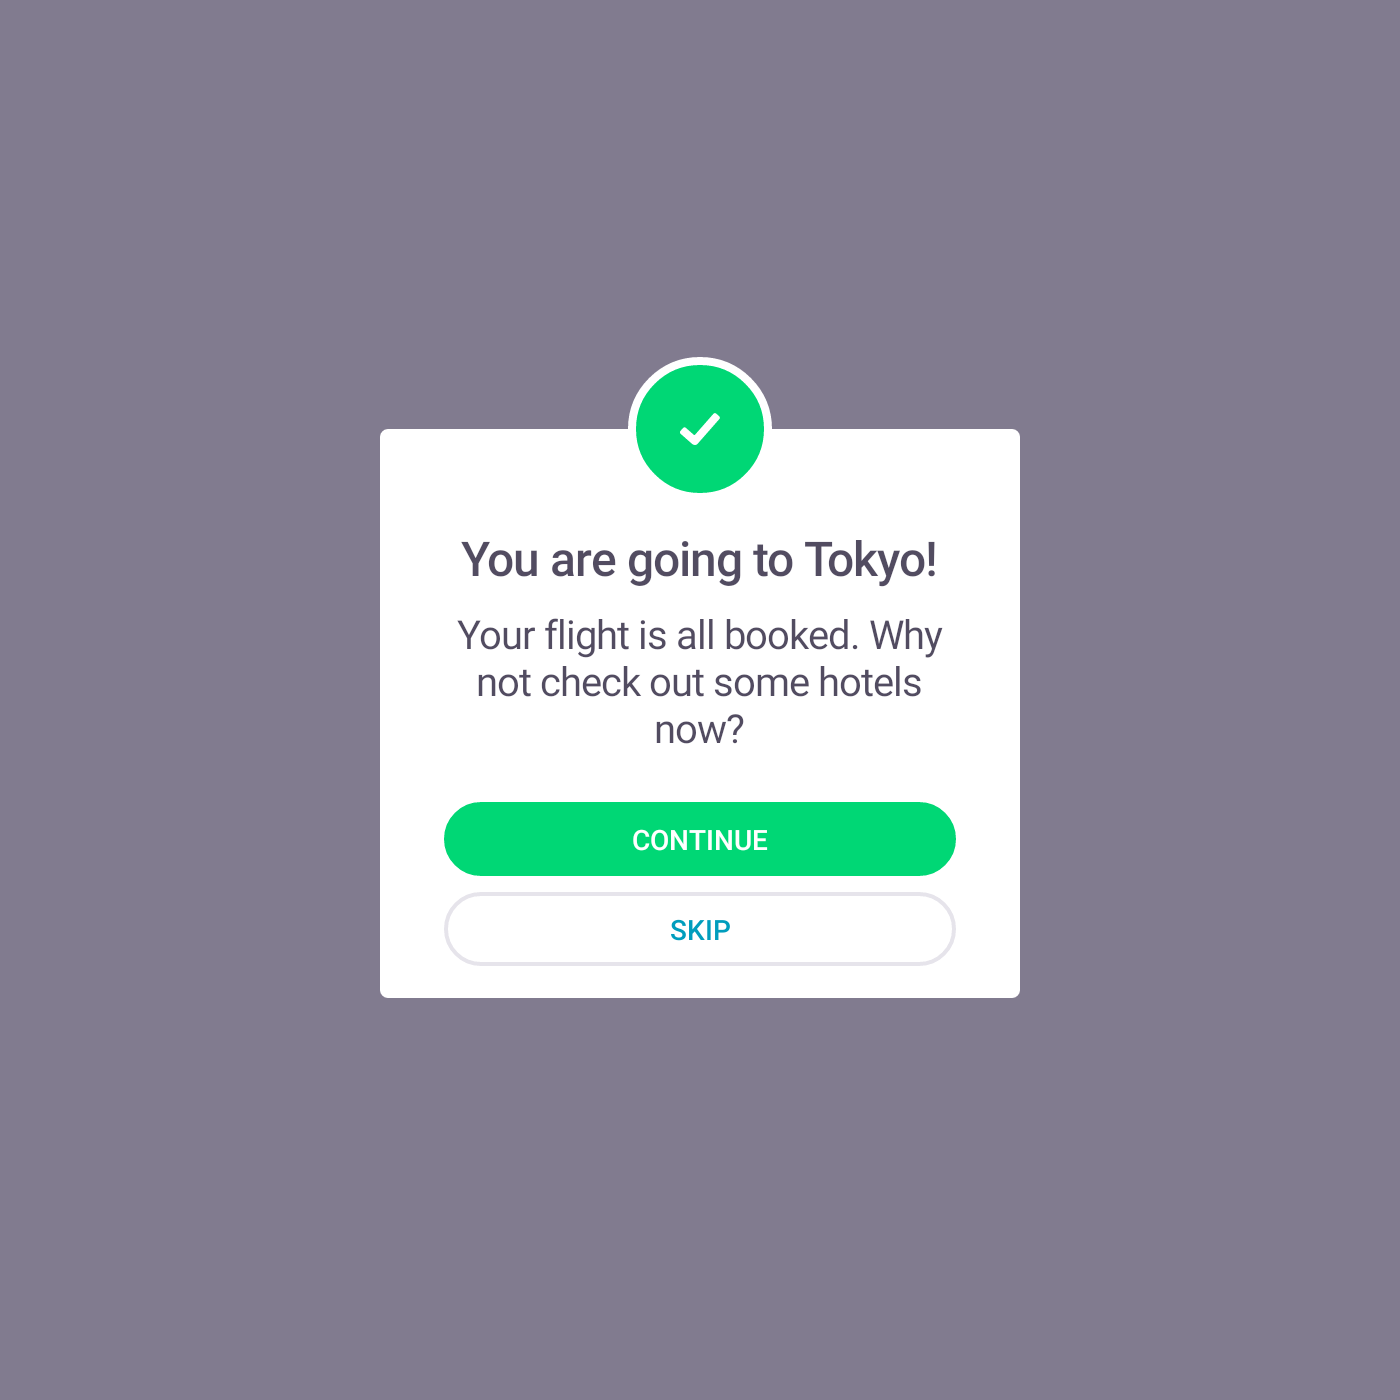 You are going to Tokyo!
Your flight is all booked. Why
not check out some hotels
now?
CONTINUE
SKIP